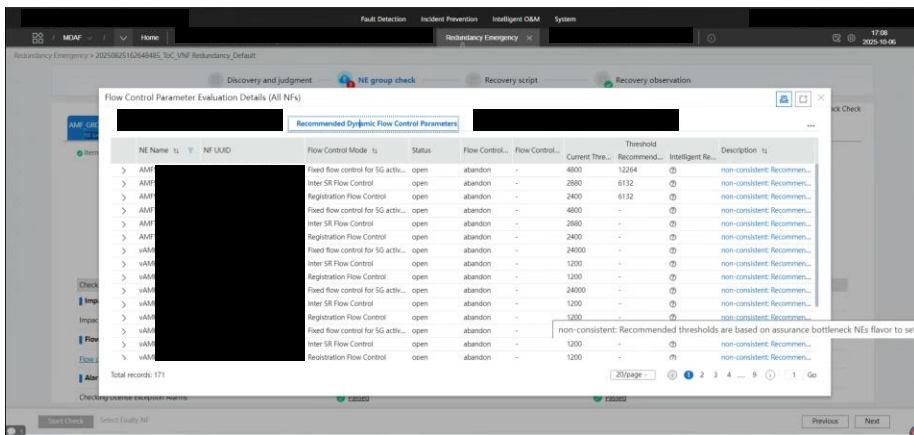 Fault Detection Incident Prevention Intelligent O&M System
/ MDAF / Home Redundancy Emergency × 17:08
2025-10-06
Redundancy Emergency > 20250825162648485_ToC_VNF Redundancy_Default
Discovery and judgment NE group check Recovery script Recovery observation
Flow Control Parameter Evaluation Details (All NFs)
Recommended Dynamic Flow Control Parameters
...
NE Name NF UUID Flow Control Mode Status Flow Control... Flow Control... Threshold Description
Current Thre... Recommend... Intelligent Re...
AMF Fixed flow control for 5G activ... open abandon - 4800 12264 non-consistent: Recommen...
AMF Inter SR Flow Control open abandon - 2880 6132 non-consistent: Recommen...
AMF Registration Flow Control open abandon - 2400 6132 non-consistent: Recommen...
AMF Fixed flow control for 5G activ... open abandon - 4800 - non-consistent: Recommen...
AMF Inter SR Flow Control open abandon - 2880 - non-consistent: Recommen...
AMF Registration Flow Control open abandon - 2400 - non-consistent: Recommen...
vAM Fixed flow control for 5G activ... open abandon - 24000 - non-consistent: Recommen...
vAM Inter SR Flow Control open abandon - 1200 - non-consistent: Recommen...
vAM Registration Flow Control open abandon - 1200 - non-consistent: Recommen...
vAM Fixed flow control for 5G activ... open abandon - 24000 - non-consistent: Recommen...
vAM Inter SR Flow Control open abandon - 1200 - non-consistent: Recommen...
vAM Registration Flow Control open abandon - 1200 - non-consistent: Recommen...
vAM Fixed flow control for 5G activ... open abandon
non-consistent: Recommended thresholds are based on assurance bottleneck NEs flavor to set
vAM Inter SR Flow Control open abandon - 1200 - non-consistent: Recommen...
vAM Registration Flow Control open abandon - 1200 - non-consistent: Recommen...
Total records: 171 20/page 1 2 3 4 ... 9 1 Go
Checking License Exception Alarms Passed Passed
Start Check Select Faulty NF Previous Next